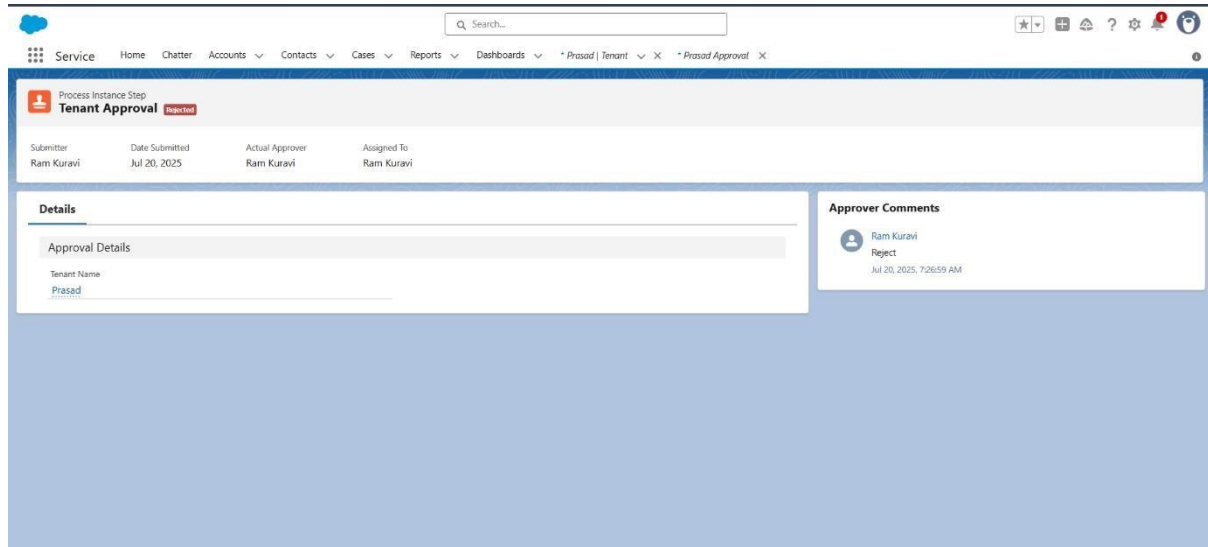 Search...
1
Service Home Chatter Accounts Contacts Cases Reports Dashboards * Prasad | Tenant * Prasad Approval
Process Instance Step
Tenant Approval Rejected
Submitter Date Submitted Actual Approver Assigned To
Ram Kuravi Jul 20, 2025 Ram Kuravi Ram Kuravi
Details
Approval Details
Tenant Name
Prasad
Approver Comments
Ram Kuravi
Reject
Jul 20, 2025, 7:26:59 AM